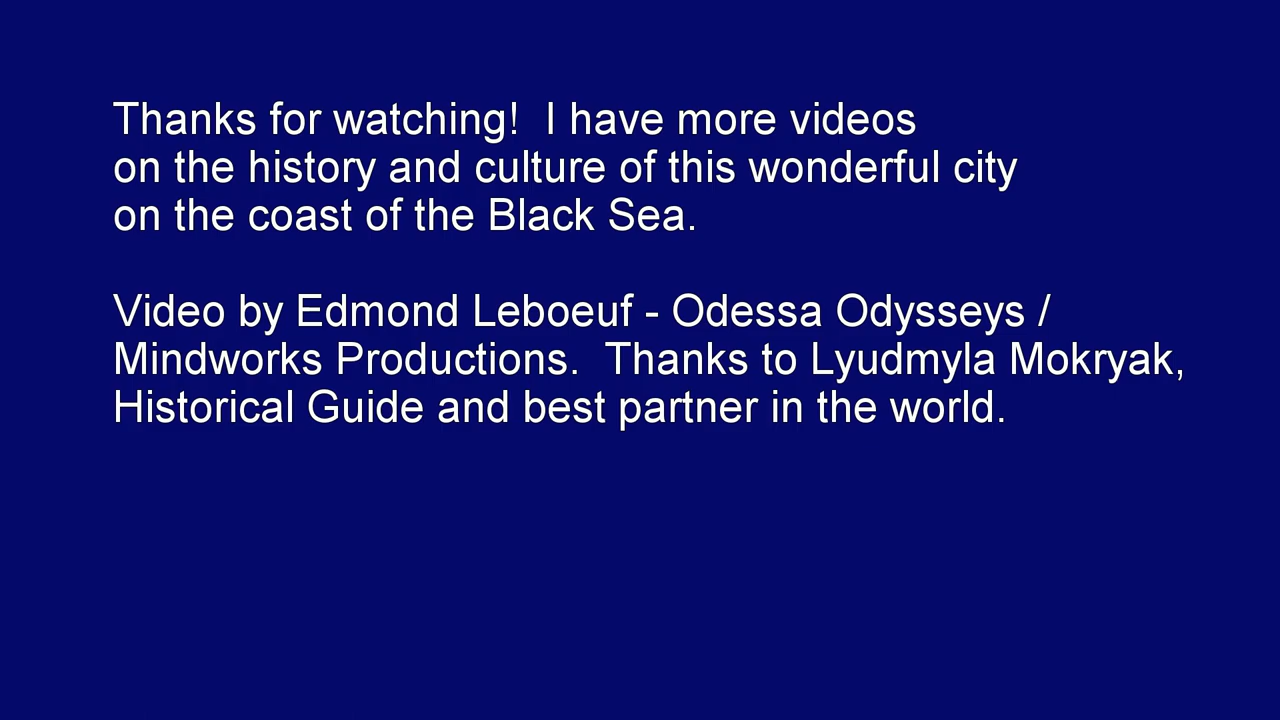 Thanks for watching!  I have more videos
on the history and culture of this wonderful city
on the coast of the Black Sea.
Video by Edmond Leboeuf - Odessa Odysseys /
Mindworks Productions.  Thanks to Lyudmyla Mokryak,
Historical Guide and best partner in the world.